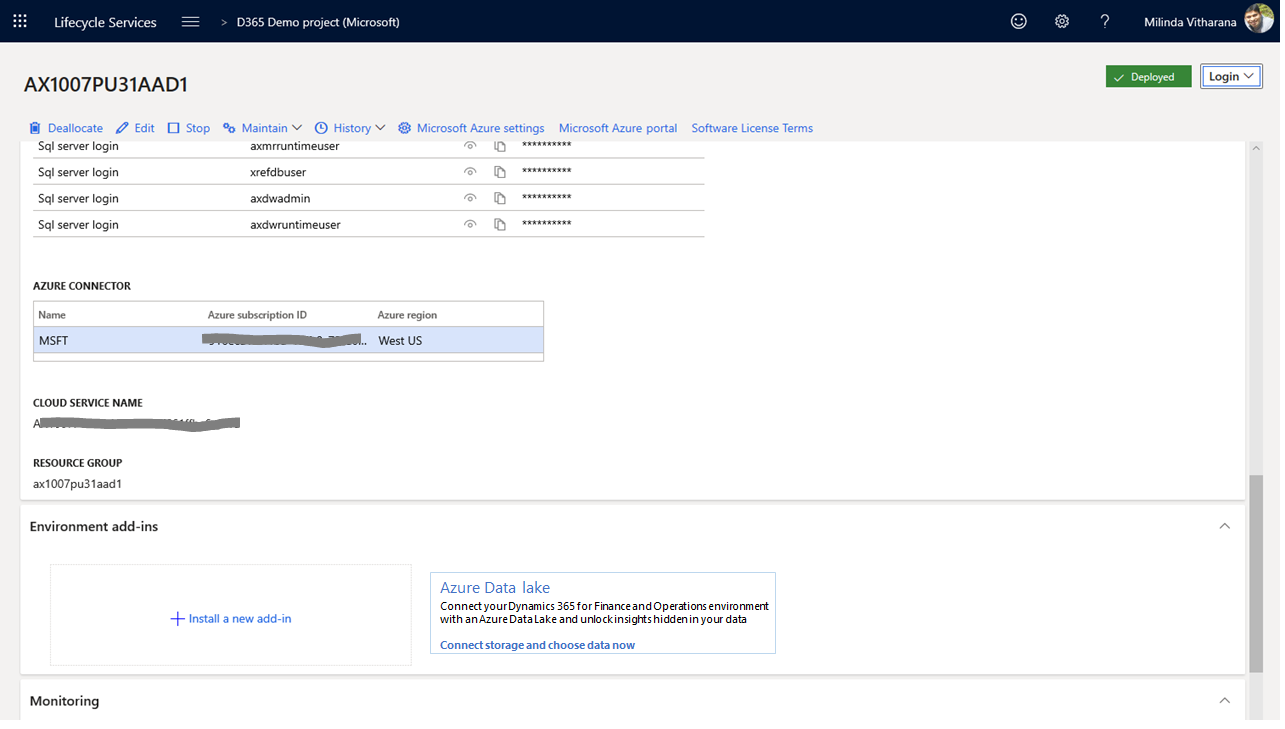 Lifecycle Services > D365 Demo project (Microsoft) ? Milinda Vitharana
AX1007PU31AAD1
Deployed Login
Deallocate Edit Stop Maintain History Microsoft Azure settings Microsoft Azure portal Software License Terms
Sql server login axmrruntimeuser **********
Sql server login xrefdbuser **********
Sql server login axdwadmin **********
Sql server login axdwruntimeuser **********
AZURE CONNECTOR
Name Azure subscription ID Azure region
MSFT West US
CLOUD SERVICE NAME
RESOURCE GROUP
ax1007pu31aad1
Environment add-ins
Install a new add-in
Azure Data lake
Connect your Dynamics 365 for Finance and Operations environment
with an Azure Data Lake and unlock insights hidden in your data
Connect storage and choose data now
Monitoring